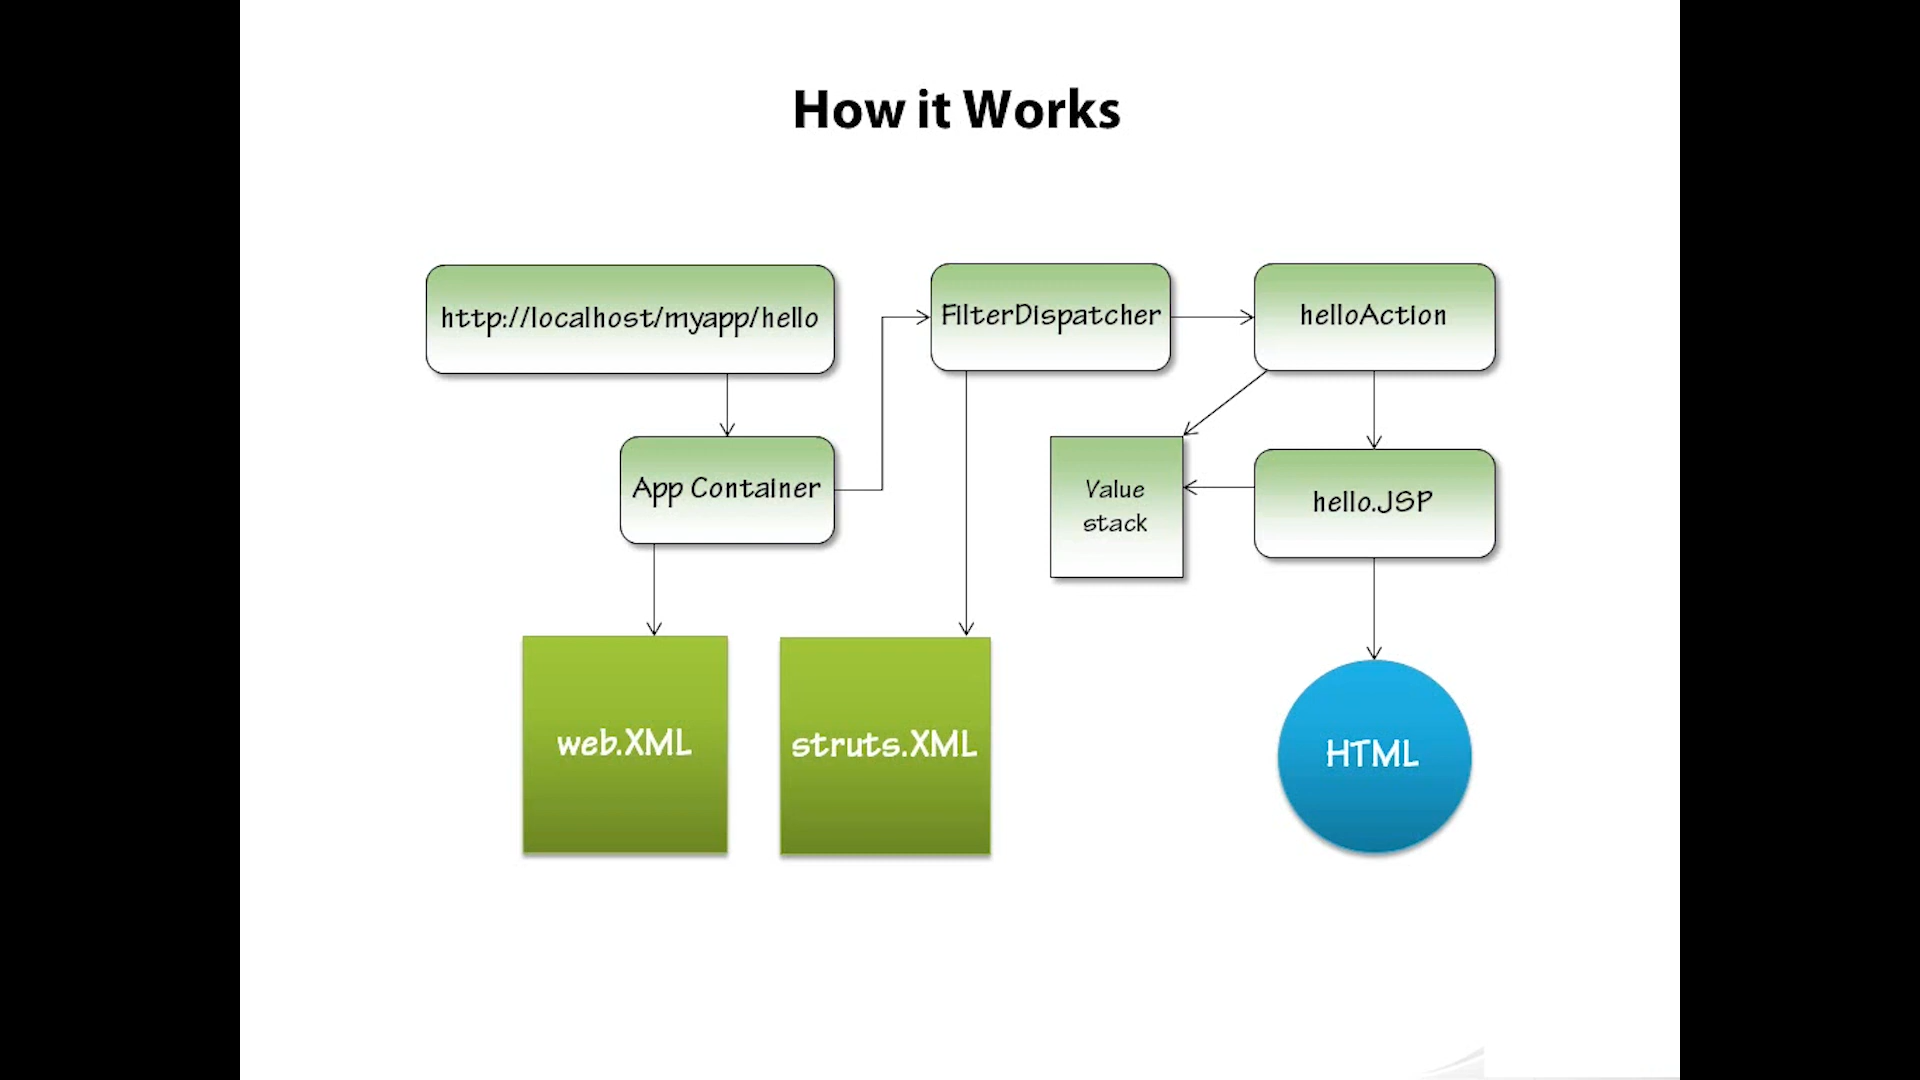 How it Works
http://localhost/myapp/hello
FilterDispatcher
helloAction
App Container
Value
stack
hello.JSP
web.XML
struts.XML
HTML